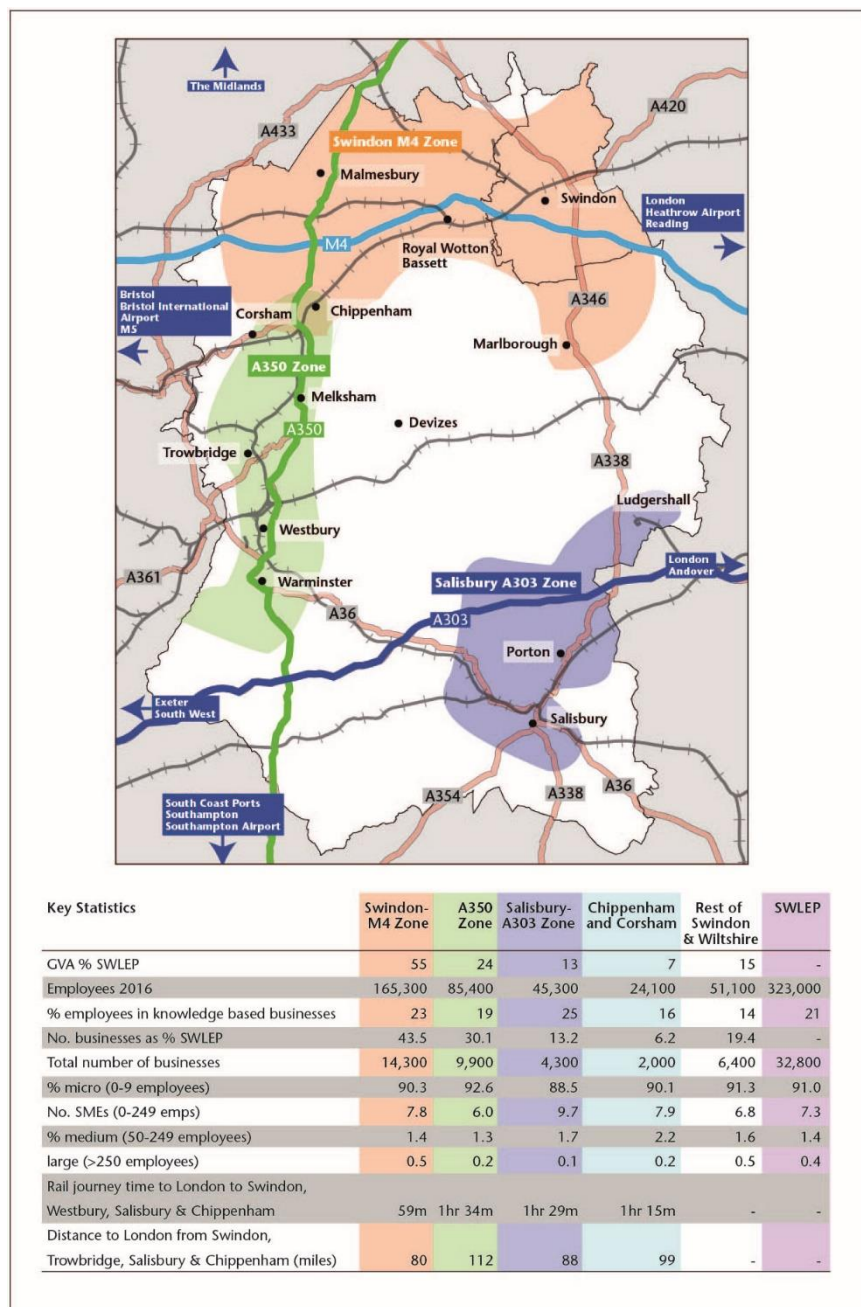 The Midlands
A433
A420
Swindon M4 Zone
Malmesbury
Swindon
London
Heathrow Airport
Reading
M4
Royal Wotton
Bassett
Bristol
Bristol International
Airport
M5
Corsham
Chippenham
A346
Marlborough
A350 Zone
Melksham
A350
Devizes
Trowbridge
A338
Ludgershall
Westbury
A361
Warminster
Salisbury A303 Zone
London
Andover
A36
A303
Porton
Exeter
South West
Salisbury
South Coast Ports
Southampton
Southampton Airport
A354
A338
A36
Key Statistics Swindon- A350 Salisbury- Chippenham Rest of SWLEP
M4 Zone Zone A303 Zone and Corsham Swindon
& Wiltshire
GVA % SWLEP 55 24 13 7 15 -
Employees 2016 165,300 85,400 45,300 24,100 51,100 323,000
% employees in knowledge based businesses 23 19 25 16 14 21
No. businesses as % SWLEP 43.5 30.1 13.2 6.2 19.4 -
Total number of businesses 14,300 9,900 4,300 2,000 6,400 32,800
% micro (0-9 employees) 90.3 92.6 88.5 90.1 91.3 91.0
No. SMEs (0-249 emps) 7.8 6.0 9.7 7.9 6.8 7.3
% medium (50-249 employees) 1.4 1.3 1.7 2.2 1.6 1.4
large (>250 employees) 0.5 0.2 0.1 0.2 0.5 0.4
Rail journey time to London to Swindon,
Westbury, Salisbury & Chippenham 59m 1hr 34m 1hr 29m 1hr 15m - -
Distance to London from Swindon,
Trowbridge, Salisbury & Chippenham (miles) 80 112 88 99 - -